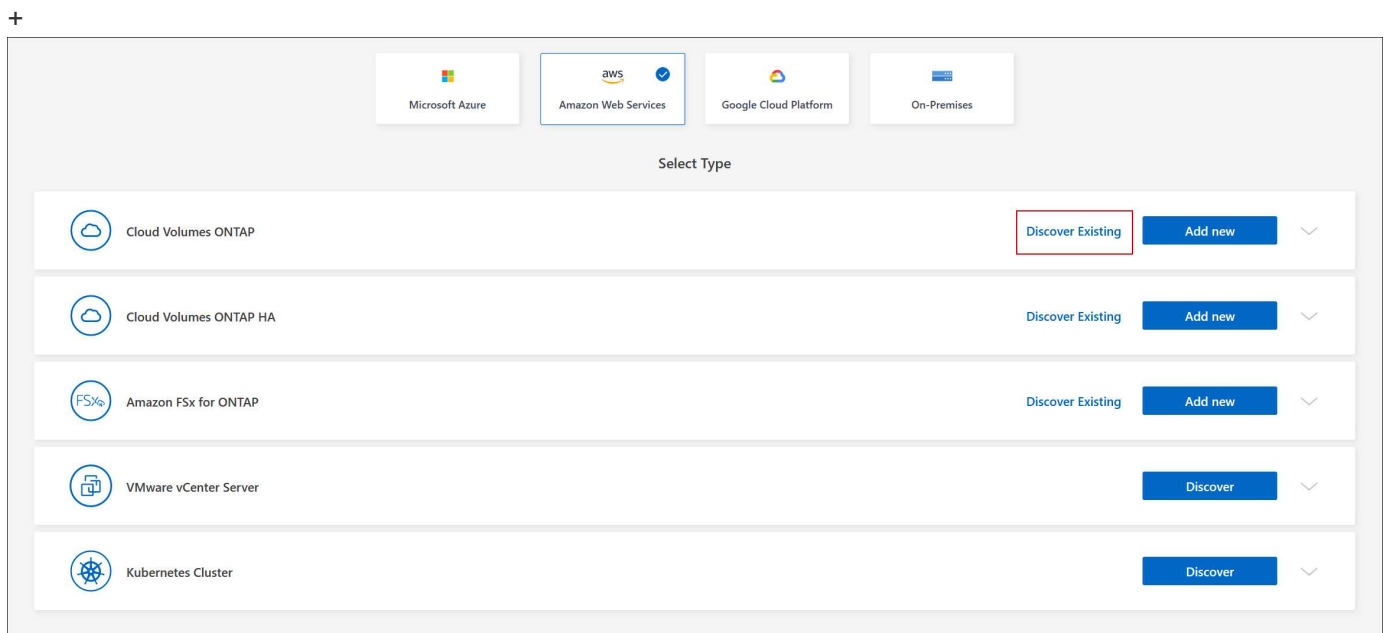 +
aws
Microsoft Azure
Amazon Web Services
Google Cloud Platform
On-Premises
Select Type
Cloud Volumes ONTAP
Discover Existing
Add new
Cloud Volumes ONTAP HA
Discover Existing
Add new
FSx
Amazon FSx for ONTAP
Discover Existing
Add new
VMware vCenter Server
Discover
Kubernetes Cluster
Discover